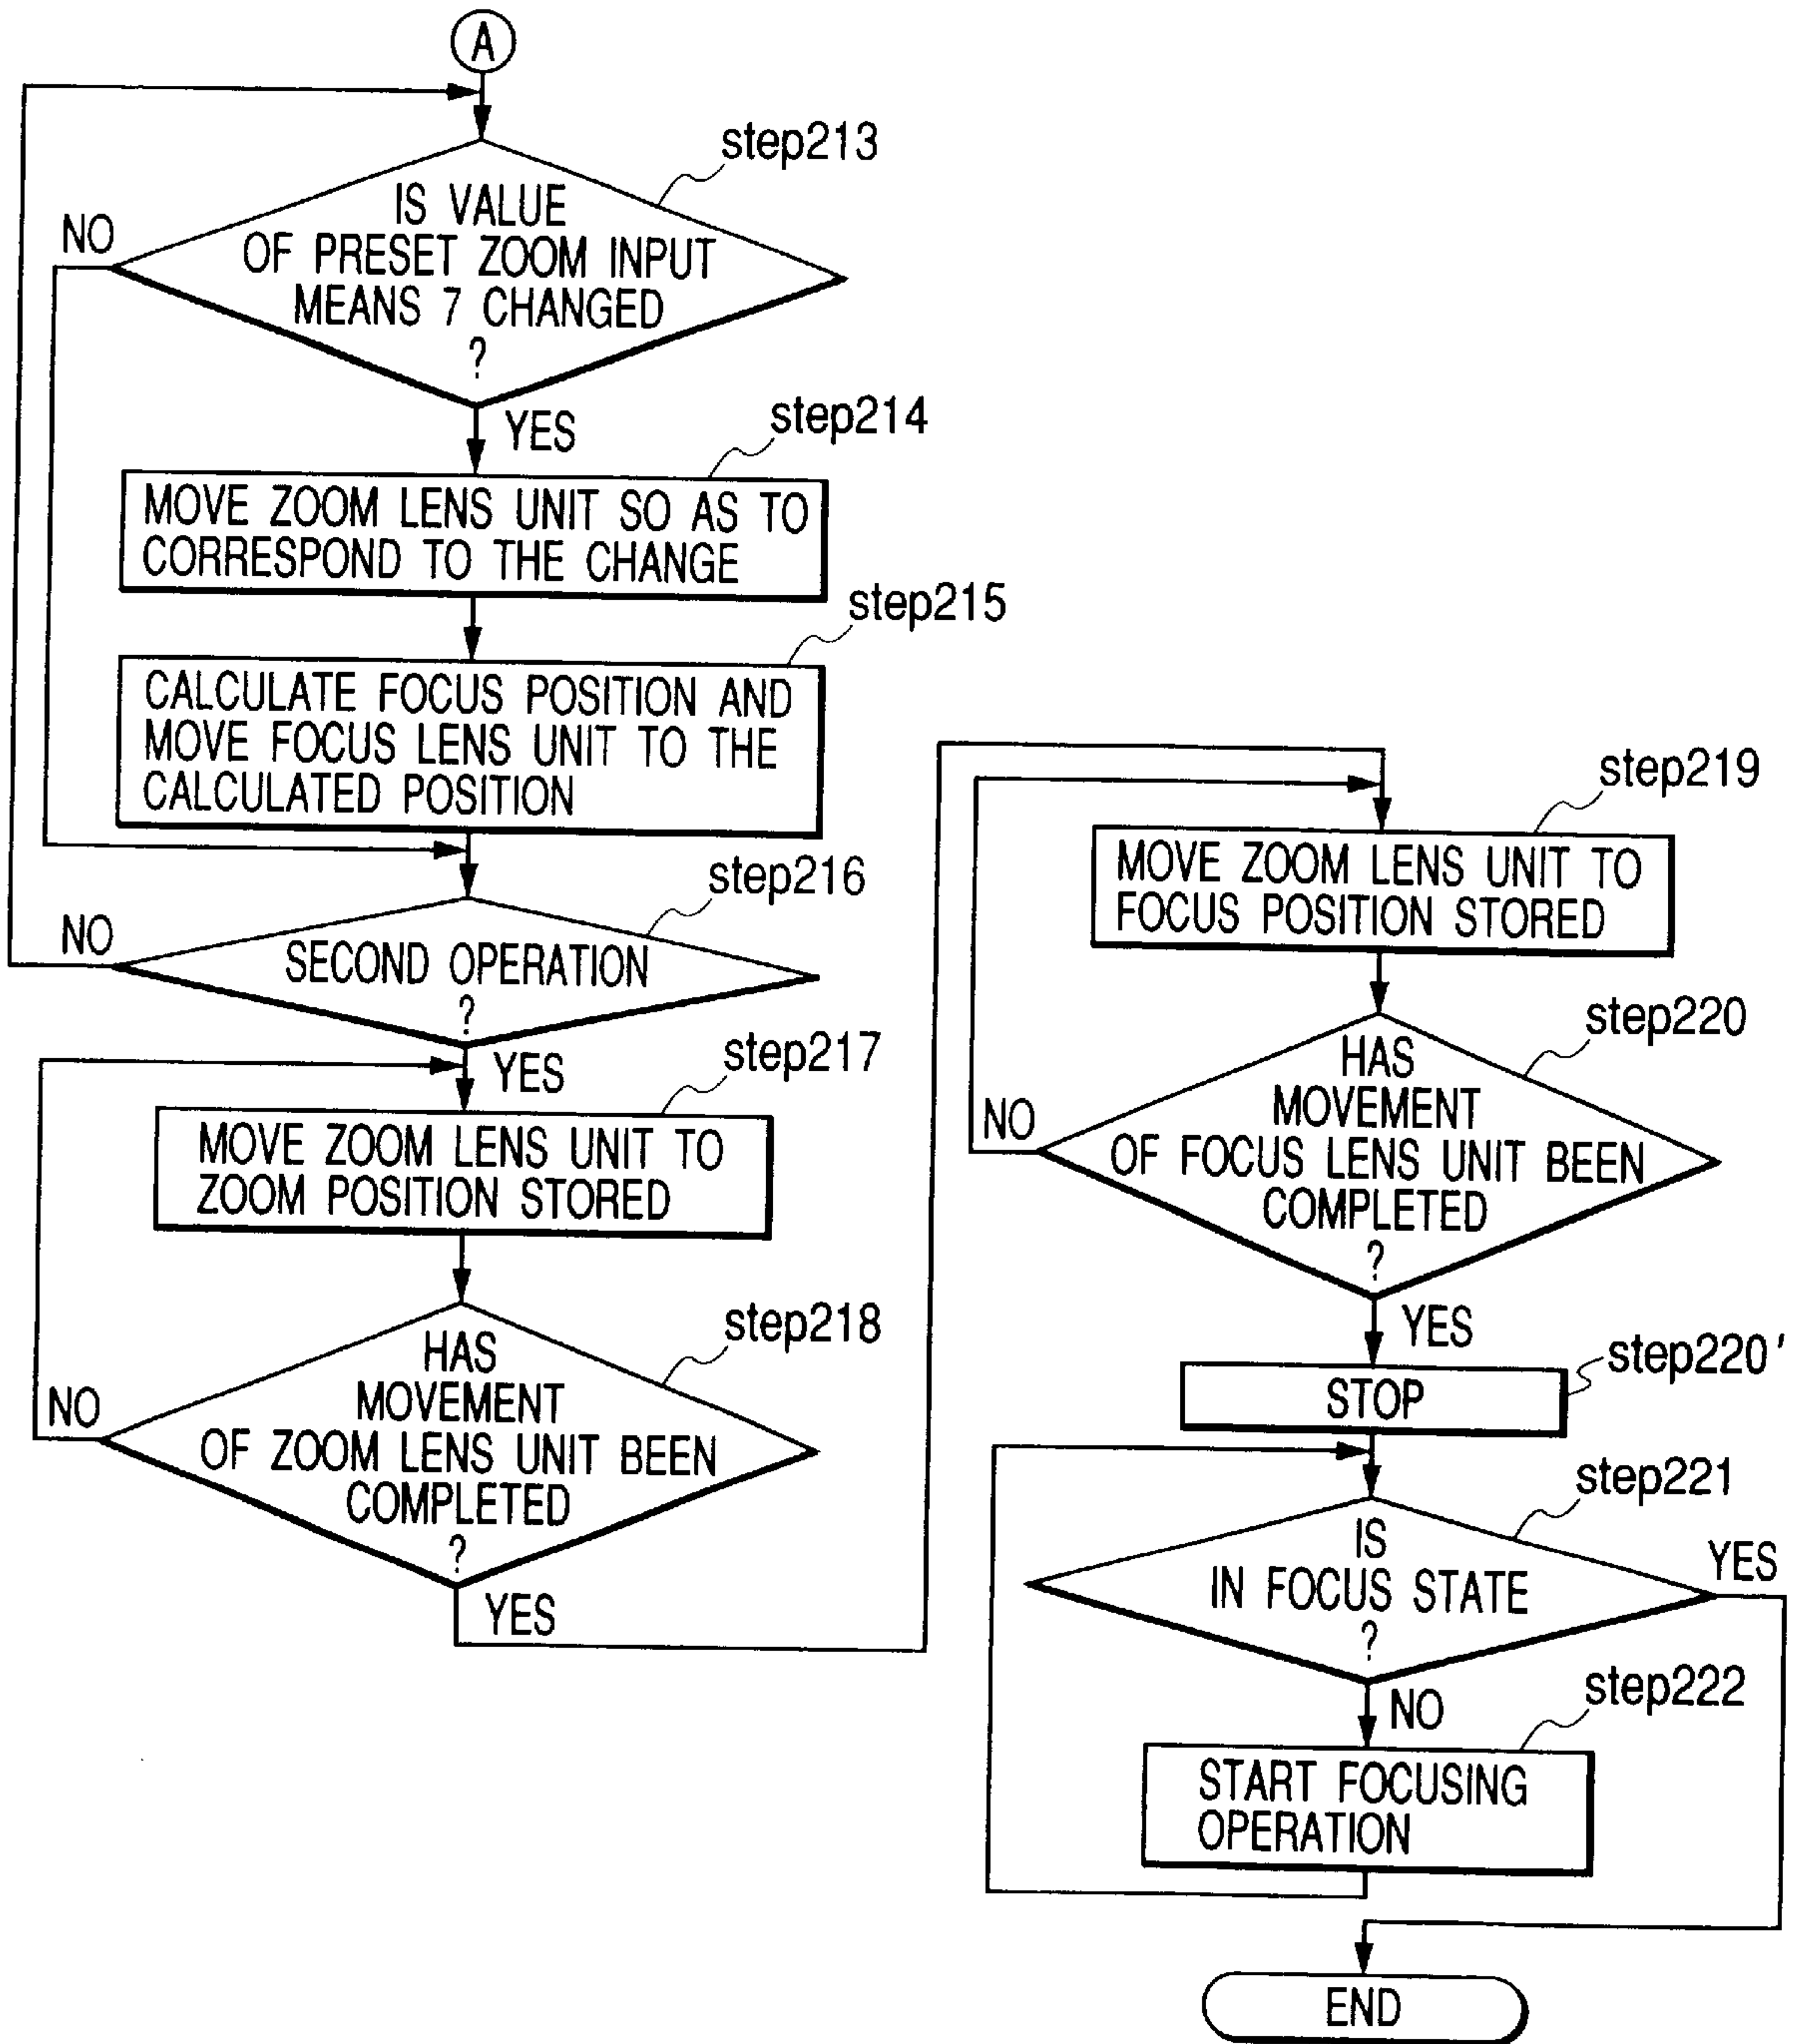 A
step213
IS VALUE
OF PRESET ZOOM INPUT
MEANS 7 CHANGED
?
NO
YES
step214
MOVE ZOOM LENS UNIT SO AS TO
CORRESPOND TO THE CHANGE
step215
CALCULATE FOCUS POSITION AND
MOVE FOCUS LENS UNIT TO THE
CALCULATED POSITION
step216
NO
SECOND OPERATION
?
YES
step217
MOVE ZOOM LENS UNIT TO
ZOOM POSITION STORED
step218
HAS
MOVEMENT
OF ZOOM LENS UNIT BEEN
COMPLETED
?
NO
YES
step219
MOVE ZOOM LENS UNIT TO
FOCUS POSITION STORED
step220
HAS
MOVEMENT
OF FOCUS LENS UNIT BEEN
COMPLETED
?
NO
YES
step220'
STOP
step221
IS
IN FOCUS STATE
?
YES
NO
step222
START FOCUSING
OPERATION
END